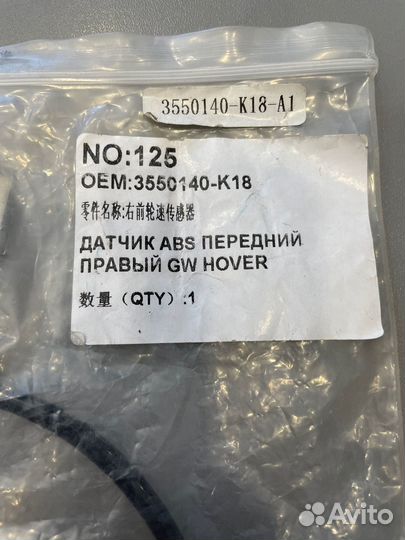 3550140-K18-A1
NO:125
OEM:3550140-K18
零件名称:右前轮速传感器
ДАТЧИК ABS ПЕРЕДНИЙ
ПРАВЫЙ GW HOVER
数量（QTY）:1
Avito